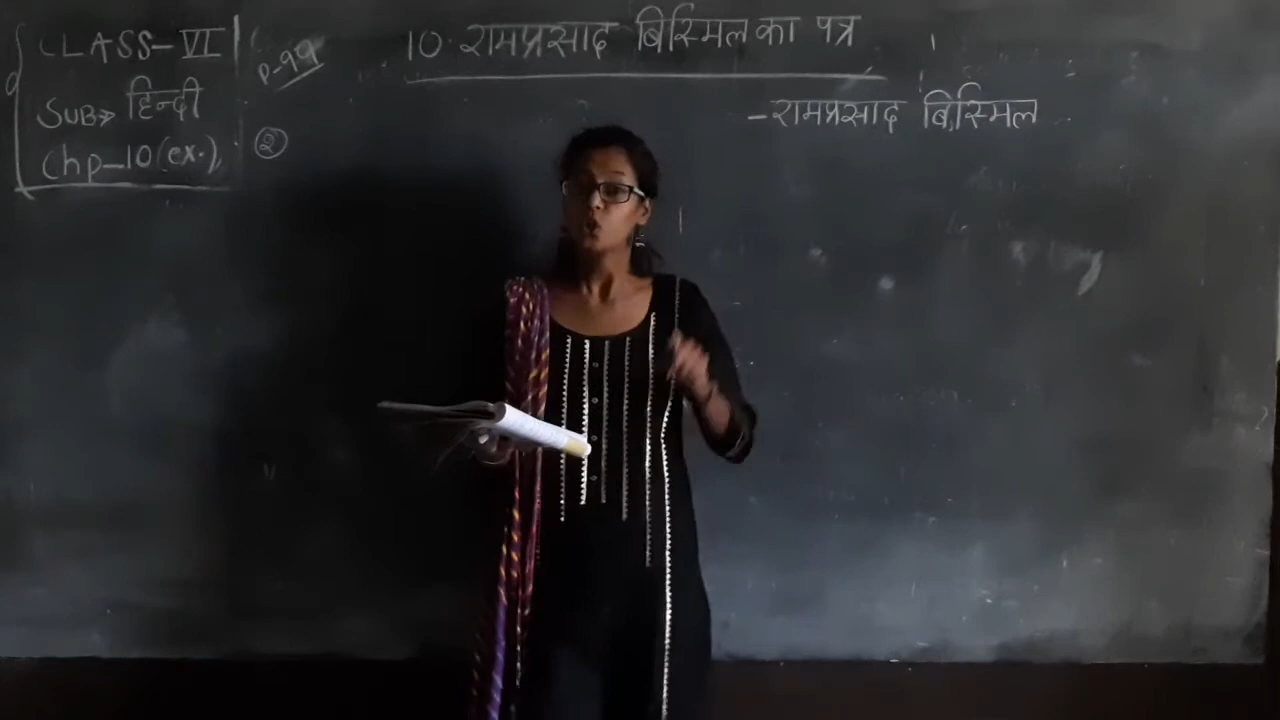 CLASS-VI
SUB⇒ हिन्दी
Chp-10(ex.)
P-99
②
10. रामप्रसाद बिस्मिल का पत्र
-रामप्रसाद बिस्मिल